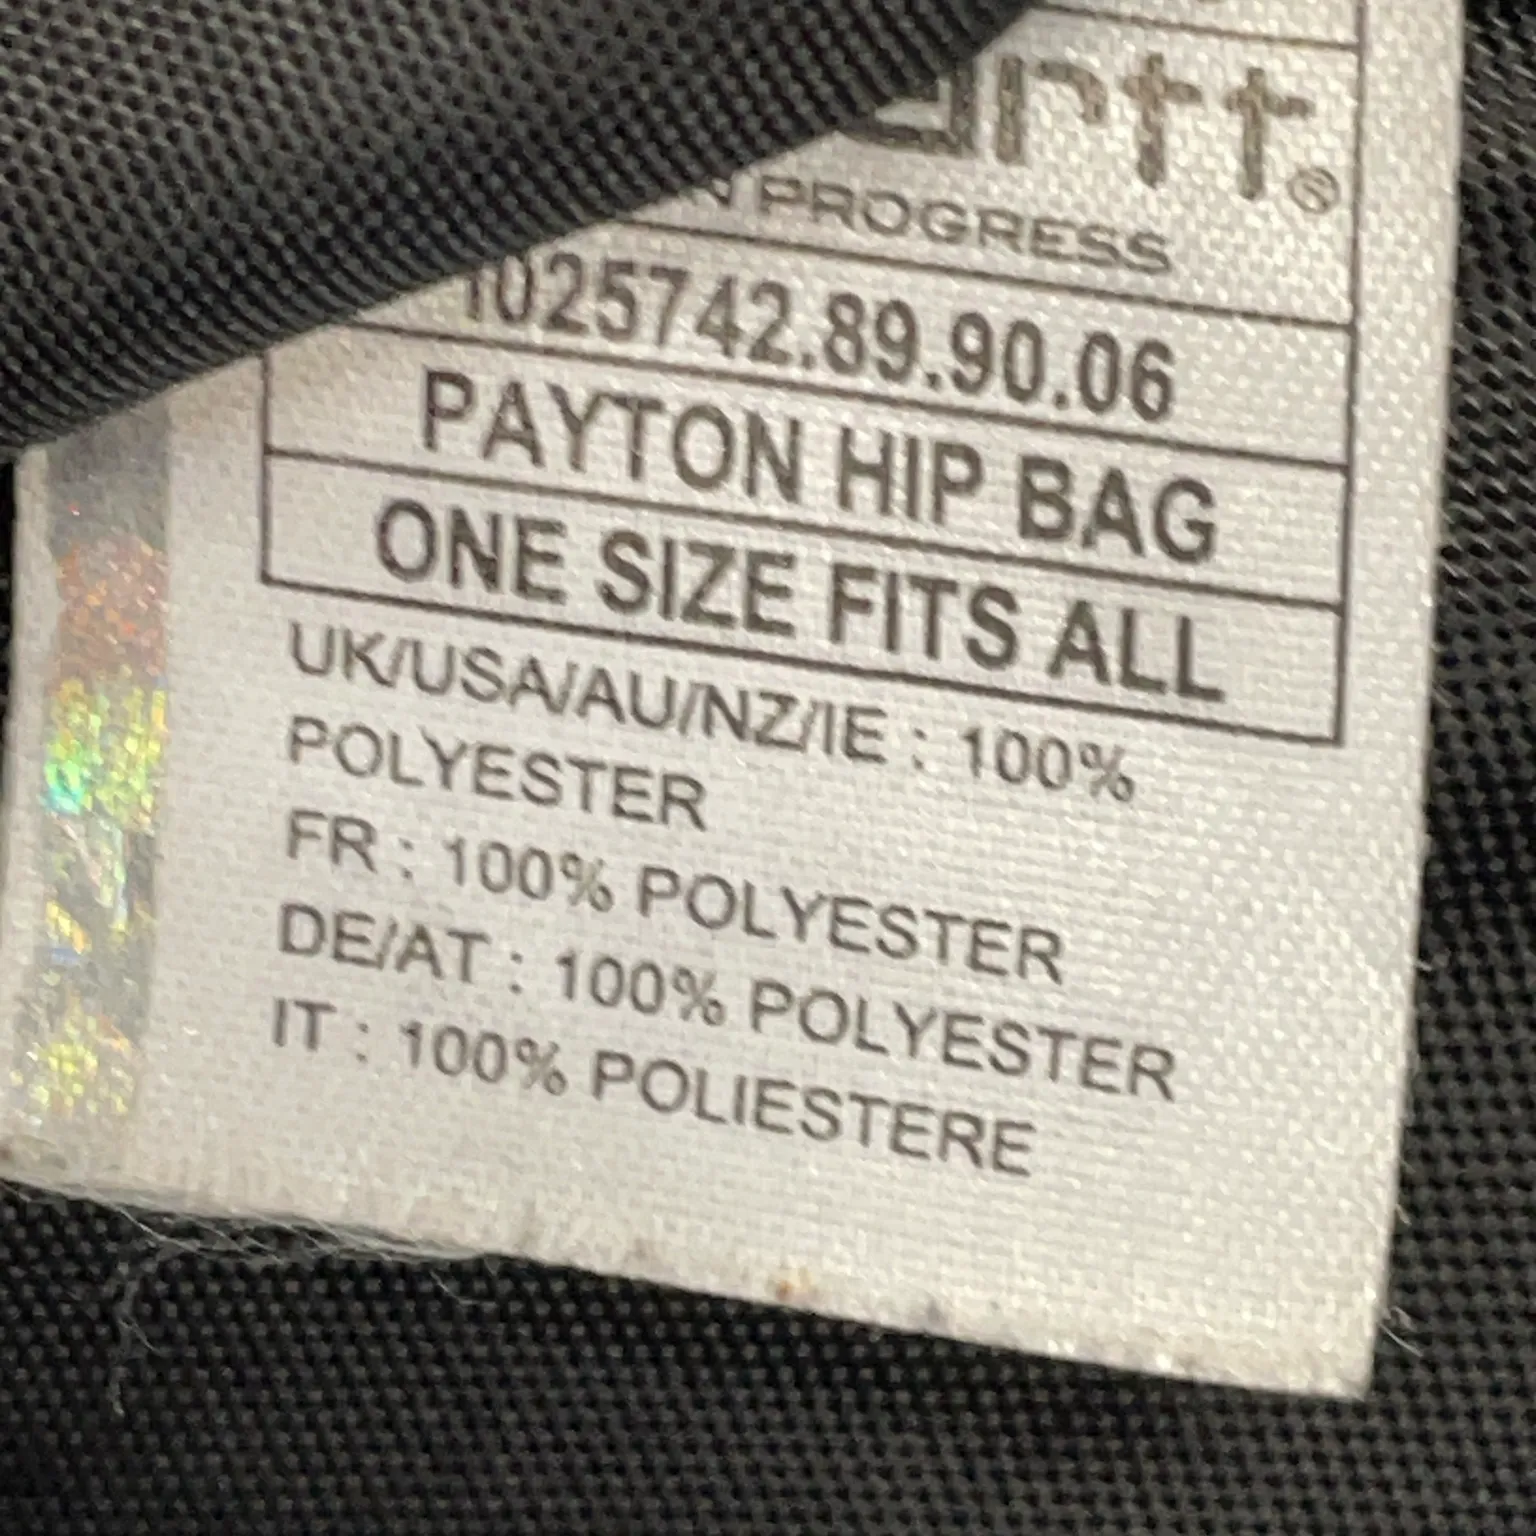 artt®
N PROGRESS
1025742.89.90.06
PAYTON HIP BAG
ONE SIZE FITS ALL
UK/USA/AU/NZ/IE : 100%
POLYESTER
FR : 100% POLYESTER
DE/AT : 100% POLYESTER
IT : 100% POLIESTERE